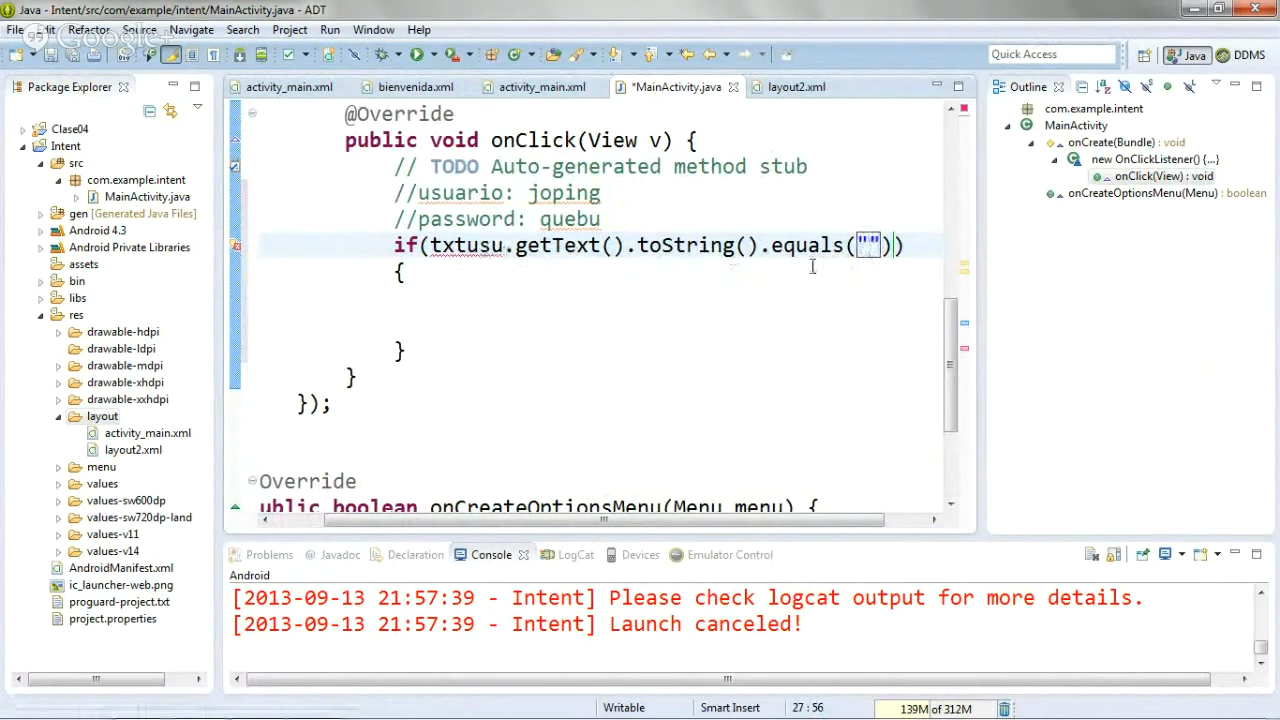 Java - Intent/src/com/example/intent/MainActivity.java - ADT
File Refactor Source Navigate Search Project Run Window Help
Google+
Quick Access
Java
DDMS
Package Explorer
activity_main.xml
bienvenida.xml
activity_main.xml
*MainActivity.java
layout2.xml
Outline
Clase04
Intent
src
com.example.intent
MainActivity.java
gen [Generated Java Files]
Android 4.3
Android Private Libraries
assets
bin
libs
res
drawable-hdpi
drawable-ldpi
drawable-mdpi
drawable-xhdpi
drawable-xxhdpi
layout
activity_main.xml
layout2.xml
menu
values
values-sw600dp
values-sw720dp-land
values-v11
values-v14
AndroidManifest.xml
ic_launcher-web.png
proguard-project.txt
project.properties
@Override
public void onClick(View v) {
// TODO Auto-generated method stub
//usuario: joping
//password: quebu
if(txtusu.getText().toString().equals(""))
{
}
}
});
Override
ublic boolean onCreateOptionsMenu(Menu menu) {
com.example.intent
MainActivity
onCreate(Bundle) : void
new OnClickListener() {...}
onClick(View) : void
onCreateOptionsMenu(Menu) : boolean
Problems
Javadoc
Declaration
Console
LogCat
Devices
Emulator Control
Android
[2013-09-13 21:57:39 - Intent] Please check logcat output for more details.
[2013-09-13 21:57:39 - Intent] Launch canceled!
Writable
Smart Insert
27 : 56
139M of 312M